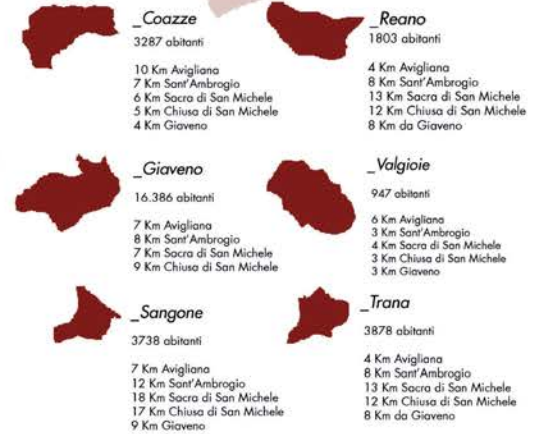 _Coazze
3287 abitanti
10 Km Avigliana
7 Km Sant'Ambrogio
6 Km Sacra di San Michele
5 Km Chiusa di San Michele
4 Km Giaveno
_Reano
1803 abitanti
4 Km Avigliana
8 Km Sant'Ambrogio
13 Km Sacra di San Michele
12 Km Chiusa di San Michele
8 Km da Giaveno
_Giaveno
16.386 abitanti
7 Km Avigliana
8 Km Sant'Ambrogio
7 Km Sacra di San Michele
9 Km Chiusa di San Michele
_Valgioie
947 abitanti
6 Km Avigliana
3 Km Sant'Ambrogio
4 Km Sacra di San Michele
3 Km Chiusa di San Michele
3 Km Giaveno
_Sangone
3738 abitanti
7 Km Avigliana
12 Km Sant'Ambrogio
18 Km Sacra di San Michele
17 Km Chiusa di San Michele
9 Km Giaveno
_Trana
3878 abitanti
4 Km Avigliana
8 Km Sant'Ambrogio
13 Km Sacra di San Michele
12 Km Chiusa di San Michele
8 Km da Giaveno